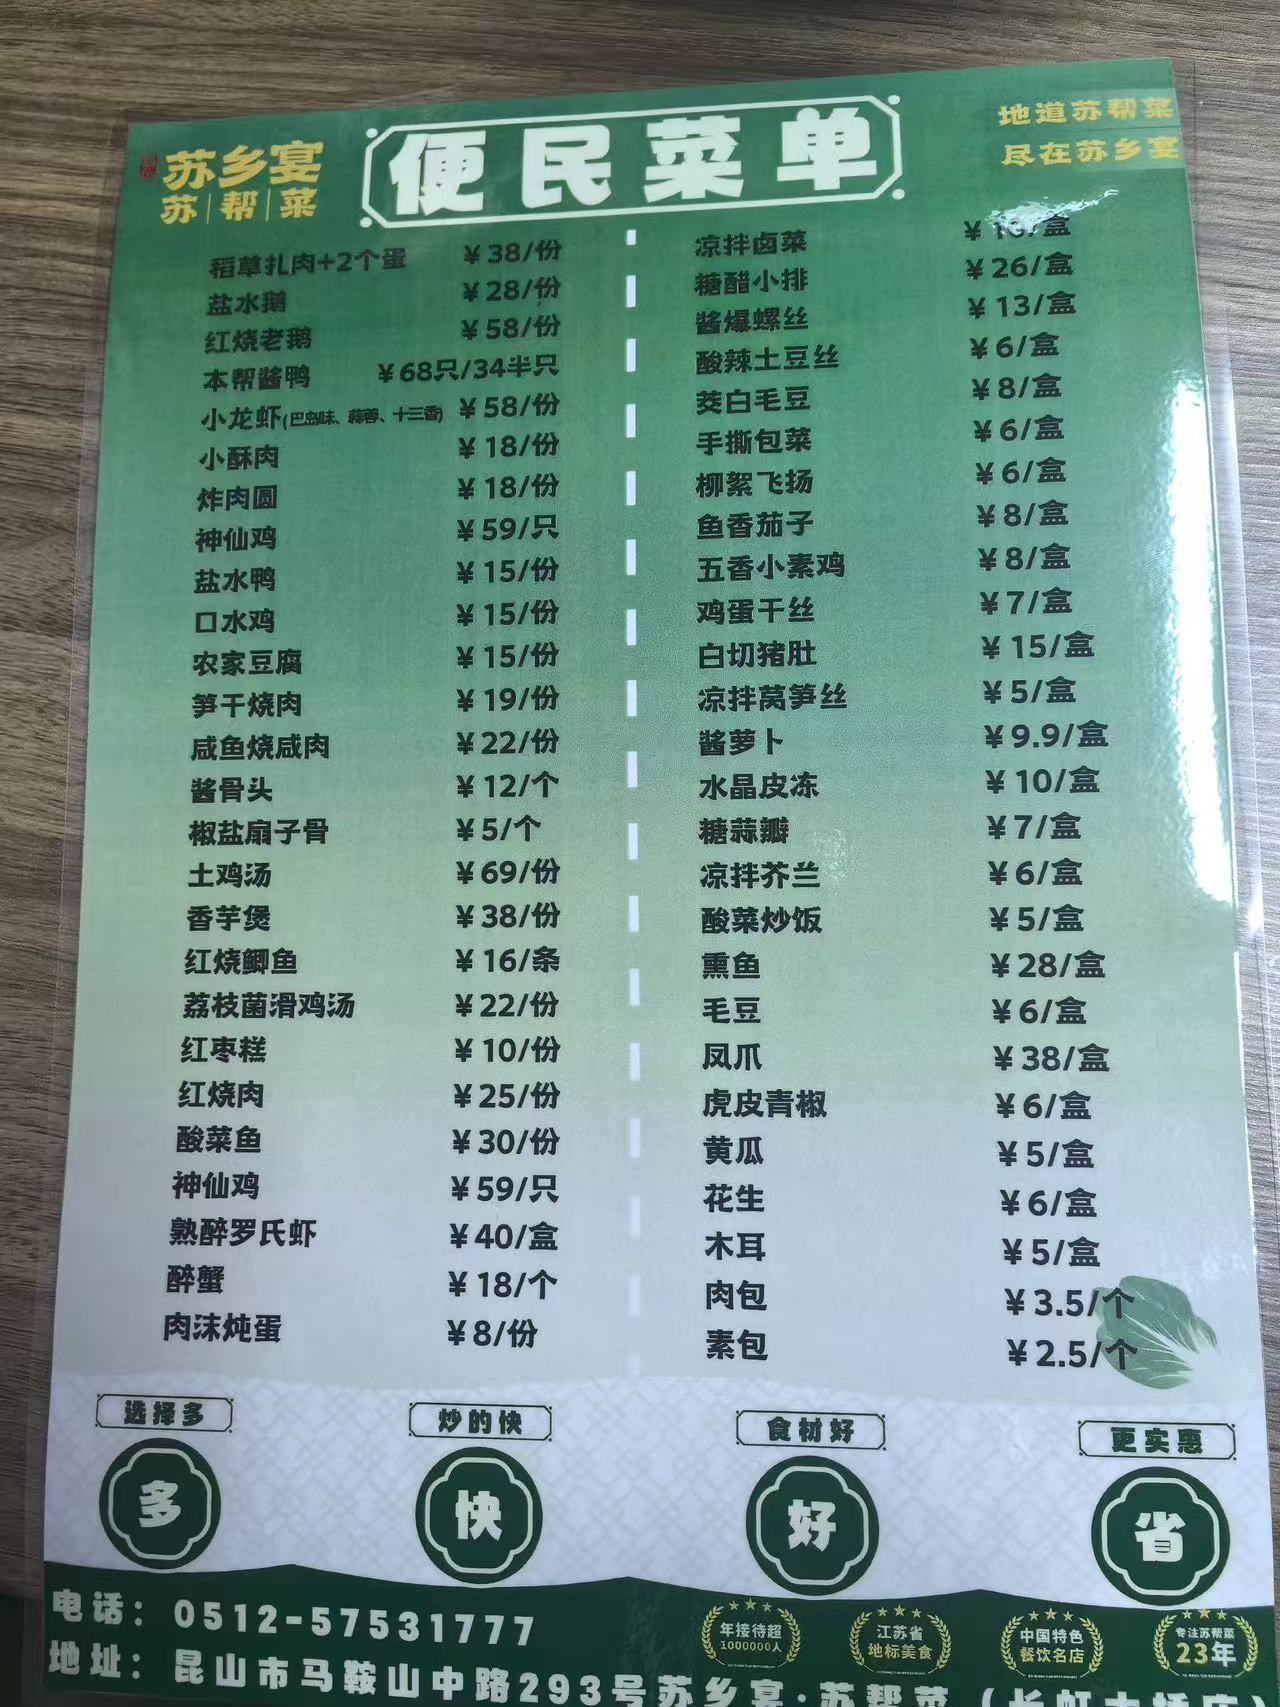 苏乡宴
苏|帮|菜
便民菜单
地道苏帮菜
尽在苏乡宴
稻草扎肉+2个蛋 ¥38/份
盐水鹅 ¥28/份
红烧老鹅 ¥58/份
本帮酱鸭 ¥68只/34半只
小龙虾(巴岛味、蒜蓉、十三香) ¥58/份
小酥肉 ¥18/份
炸肉圆 ¥18/份
神仙鸡 ¥59/只
盐水鸭 ¥15/份
口水鸡 ¥15/份
农家豆腐 ¥15/份
笋干烧肉 ¥19/份
咸鱼烧咸肉 ¥22/份
酱骨头 ¥12/个
椒盐扇子骨 ¥5/个
土鸡汤 ¥69/份
香芋煲 ¥38/份
红烧鲫鱼 ¥16/条
荔枝菌滑鸡汤 ¥22/份
红枣糕 ¥10/份
红烧肉 ¥25/份
酸菜鱼 ¥30/份
神仙鸡 ¥59/只
熟醉罗氏虾 ¥40/盒
醉蟹 ¥18/个
肉沫炖蛋 ¥8/份
凉拌卤菜
糖醋小排 ¥26/盒
酱爆螺丝 ¥13/盒
酸辣土豆丝 ¥6/盒
茭白毛豆 ¥8/盒
手撕包菜 ¥6/盒
柳絮飞扬 ¥6/盒
鱼香茄子 ¥8/盒
五香小素鸡 ¥8/盒
鸡蛋干丝 ¥7/盒
白切猪肚 ¥15/盒
凉拌莴笋丝 ¥5/盒
酱萝卜 ¥9.9/盒
水晶皮冻 ¥10/盒
糖蒜瓣 ¥7/盒
凉拌芥兰 ¥6/盒
酸菜炒饭 ¥5/盒
熏鱼 ¥28/盒
毛豆 ¥6/盒
凤爪 ¥38/盒
虎皮青椒 ¥6/盒
黄瓜 ¥5/盒
花生 ¥6/盒
木耳 ¥5/盒
肉包 ¥3.5/个
素包 ¥2.5/个
选择多
多
炒的快
快
食材好
好
更实惠
省
电话：0512-57531777
地址：昆山市马鞍山中路293号苏乡宴·苏帮菜
年接待超
1000000人
江苏省
地标美食
中国特色
餐饮名店
专注苏帮菜
23年